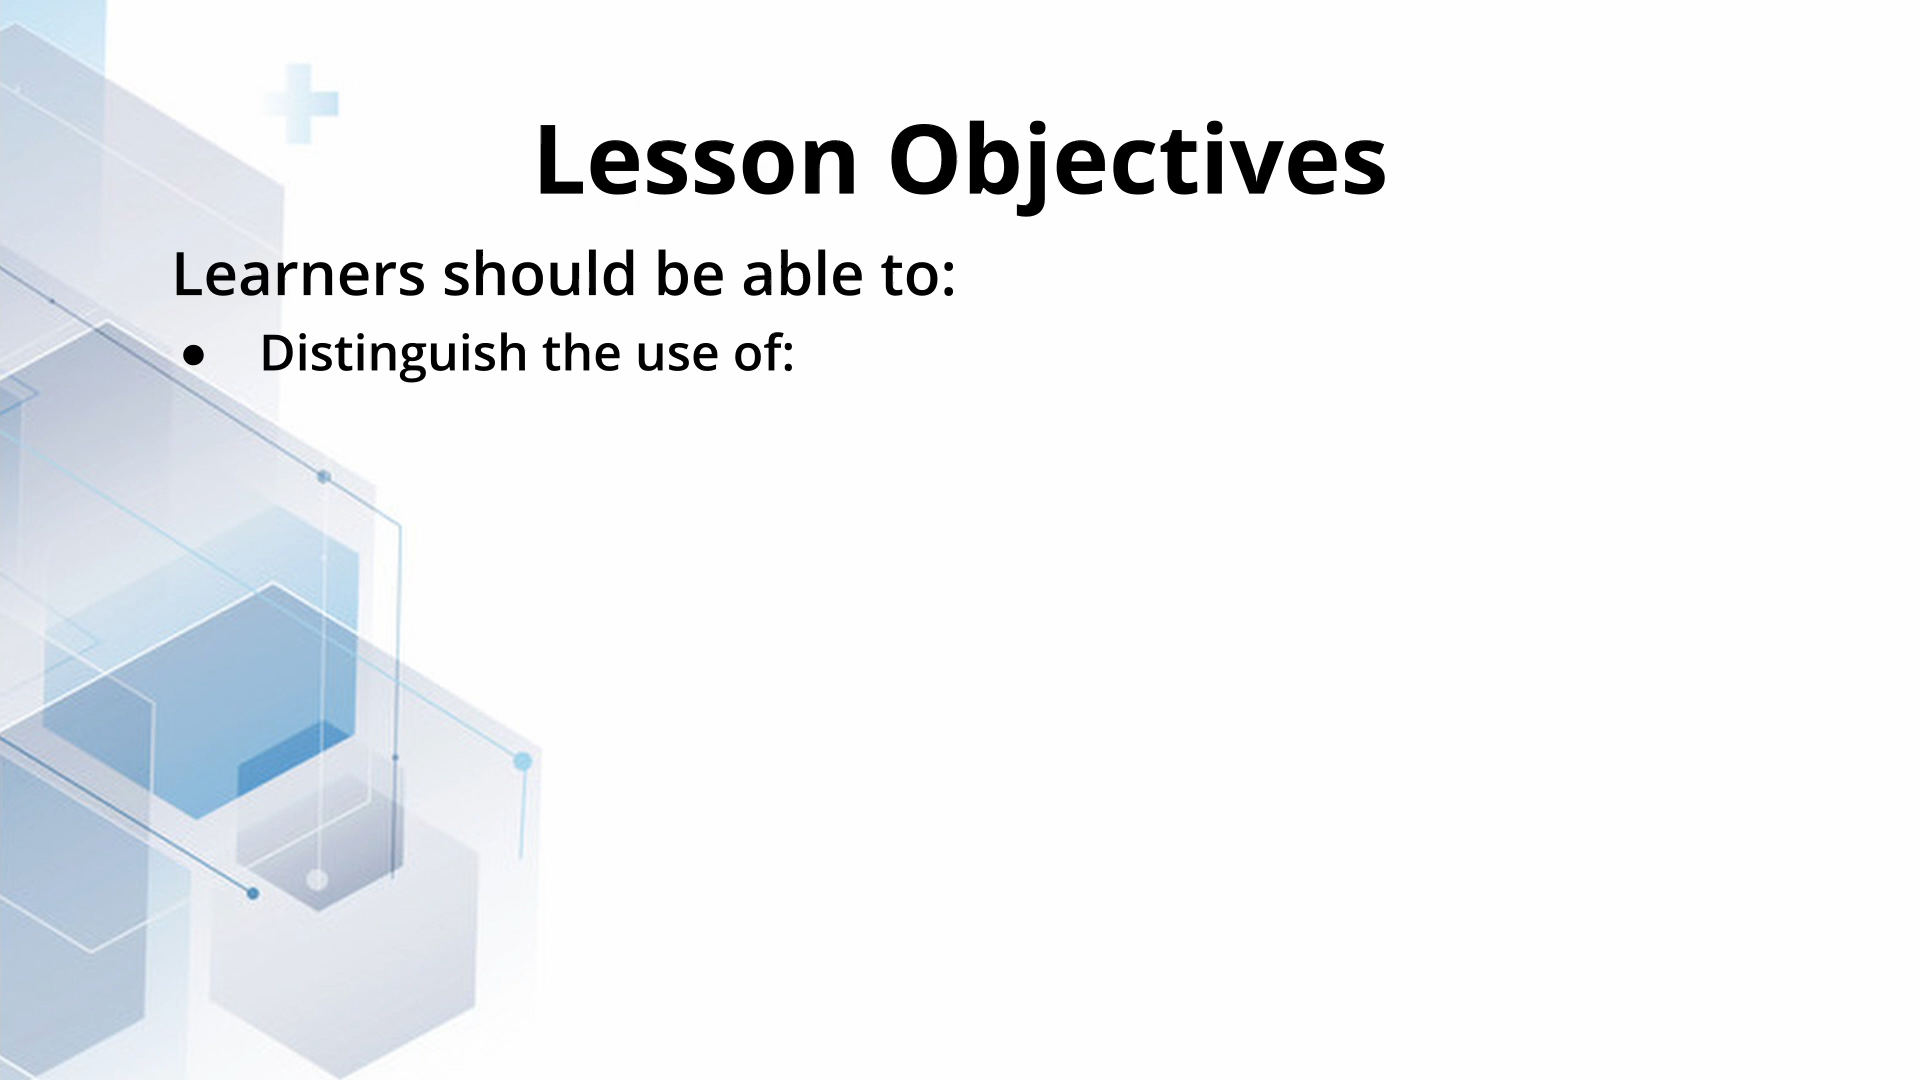 Lesson Objectives
Learners should be able to:
● Distinguish the use of: